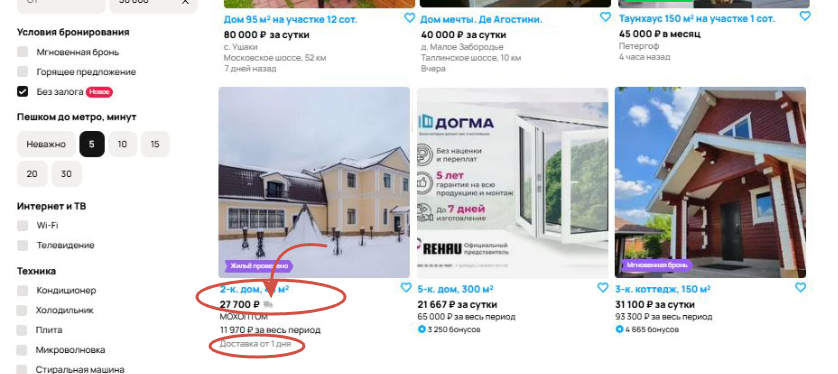 от
50 000
Условия бронирования
Мгновенная бронь
Горящее предложение
Без залога Новое
Пешком до метро, минут
Неважно 5 10 15
20 30
Интернет и ТВ
Wi-Fi
Телевидение
Техника
Кондиционер
Холодильник
Плита
Микроволновка
Стиральная машина
Дом 95 м² на участке 12 сот.
80 000 ₽ за сутки
с. Ушаки
Московское шоссе, 52 км
7 дней назад
Дом мечты. Де Агостини.
40 000 ₽ за сутки
д. Малое Забородье
Таллинское шоссе, 10 км
Вчера
Таунхаус 150 м² на участке 1 сот.
45 000 ₽ в месяц
Петергоф
4 часа назад
Жильё проверено
2-к. дом, м²
27 700 ₽
МОХОПТОМ
11 970 ₽ за весь период
Доставка от 1 дня
ДОГМА
Без наценки
и переплат
5 лет
гарантия на всю
продукцию и монтаж
До 7 дней
изготовление
REHAU Официальный
представитель
5-к. дом, 300 м²
21 667 ₽ за сутки
65 000 ₽ за весь период
3 250 бонусов
Мгновенная бронь
3-к. коттедж, 150 м²
31 100 ₽ за сутки
93 300 ₽ за весь период
4 665 бонусов